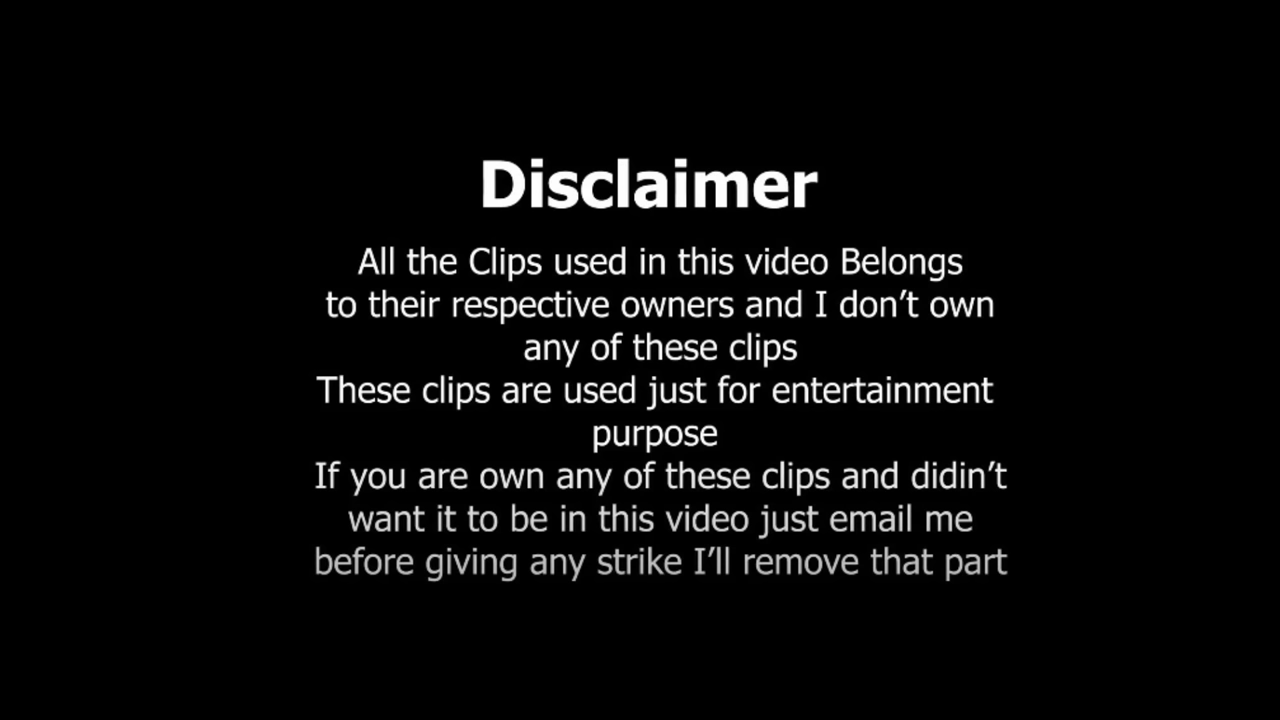 Disclaimer
All the Clips used in this video Belongs
to their respective owners and I don’t own
any of these clips
These clips are used just for entertainment
purpose
If you are own any of these clips and didin’t
want it to be in this video just email me
before giving any strike I’ll remove that part